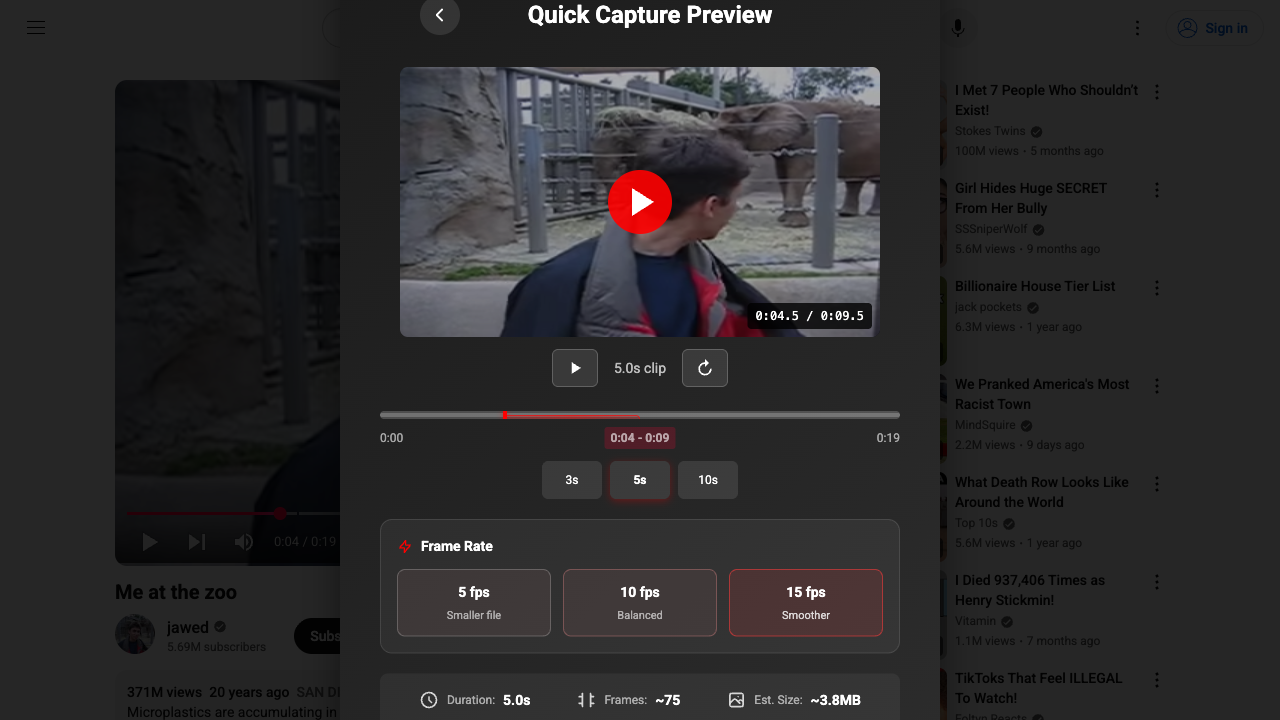 Quick Capture Preview
Sign in
0:04.5 / 0:09.5
5.0s clip
0:00
0:04 - 0:09
0:19
3s
5s
10s
Frame Rate
5 fps
Smaller file
10 fps
Balanced
15 fps
Smoother
Duration: 5.0s
Frames: ~75
Est. Size: ~3.8MB
0:04 / 0:19
Me at the zoo
jawed
5.69M subscribers
Subs
371M views 20 years ago SAN DI
Microplastics are accumulating in
I Met 7 People Who Shouldn't
Exist!
Stokes Twins
100M views • 5 months ago
Girl Hides Huge SECRET
From Her Bully
SSSniperWolf
5.6M views • 9 months ago
Billionaire House Tier List
jack pockets
6.3M views • 1 year ago
We Pranked America's Most
Racist Town
MindSquire
2.2M views • 9 days ago
What Death Row Looks Like
Around the World
Top 10s
5.6M views • 1 year ago
I Died 937,406 Times as
Henry Stickmin!
Vitamin
1.1M views • 7 months ago
TikToks That Feel ILLEGAL
To Watch!